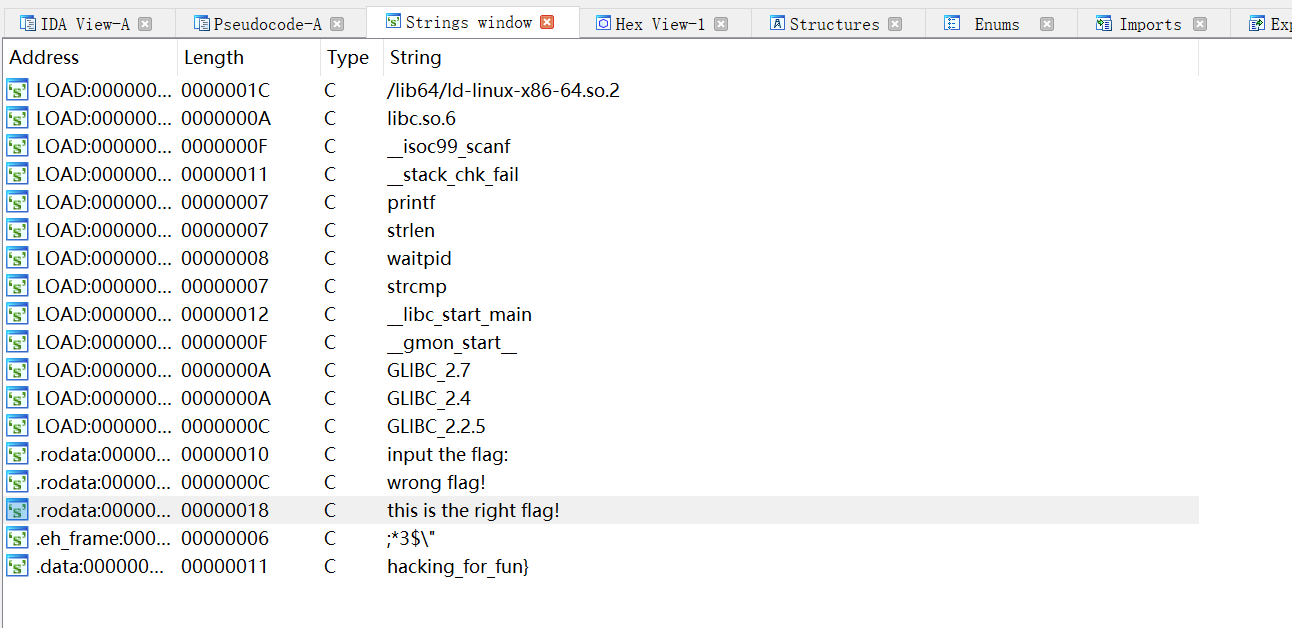 IDA View-A Pseudocode-A Strings window Hex View-1 Structures Enums Imports
Address Length Type String
LOAD:000000... 0000001C C /lib64/ld-linux-x86-64.so.2
LOAD:000000... 0000000A C libc.so.6
LOAD:000000... 0000000F C __isoc99_scanf
LOAD:000000... 00000011 C __stack_chk_fail
LOAD:000000... 00000007 C printf
LOAD:000000... 00000007 C strlen
LOAD:000000... 00000008 C waitpid
LOAD:000000... 00000007 C strcmp
LOAD:000000... 00000012 C __libc_start_main
LOAD:000000... 0000000F C __gmon_start__
LOAD:000000... 0000000A C GLIBC_2.7
LOAD:000000... 0000000A C GLIBC_2.4
LOAD:000000... 0000000C C GLIBC_2.2.5
.rodata:00000... 00000010 C input the flag:
.rodata:00000... 0000000C C wrong flag!
.rodata:00000... 00000018 C this is the right flag!
.eh_frame:000... 00000006 C ;*3$\"
.data:000000... 00000011 C hacking_for_fun}